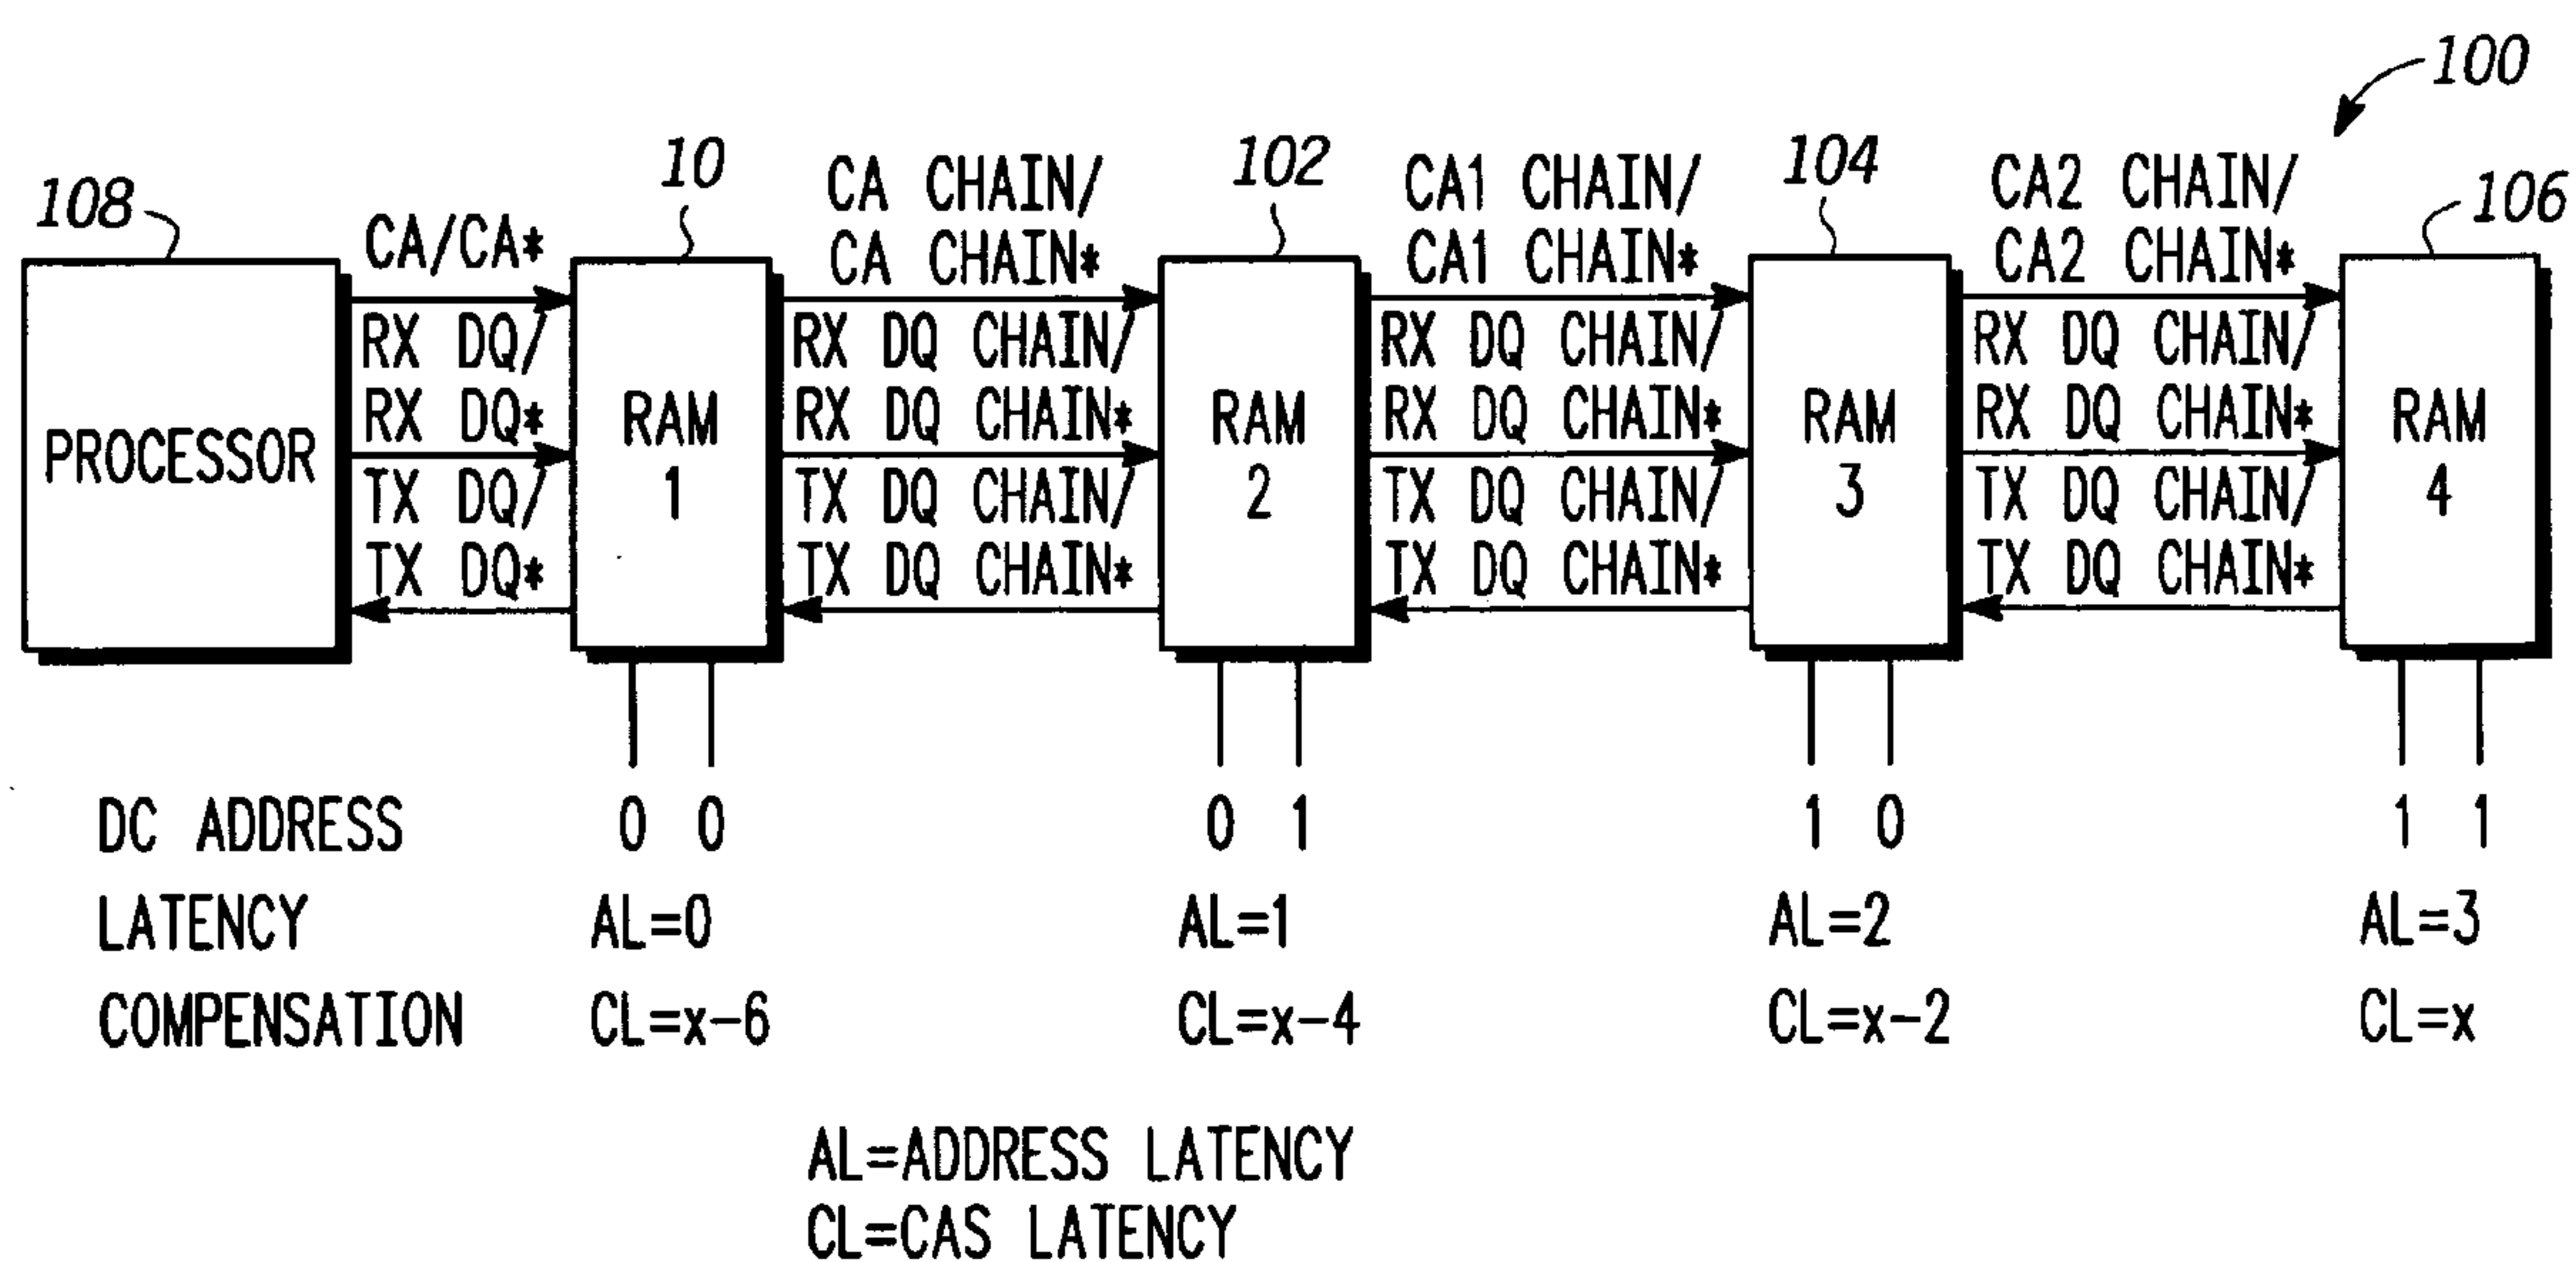 100
108
10
102
104
106
CA/CA*
RX DQ/
RX DQ*
TX DQ/
TX DQ*
CA CHAIN/
CA CHAIN*
RX DQ CHAIN/
RX DQ CHAIN*
TX DQ CHAIN/
TX DQ CHAIN*
CA1 CHAIN/
CA1 CHAIN*
RX DQ CHAIN/
RX DQ CHAIN*
TX DQ CHAIN/
TX DQ CHAIN*
CA2 CHAIN/
CA2 CHAIN*
RX DQ CHAIN/
RX DQ CHAIN*
TX DQ CHAIN/
TX DQ CHAIN*
PROCESSOR
RAM
1
RAM
2
RAM
3
RAM
4
DC ADDRESS 0 0 0 1 1 0 1 1
LATENCY AL=0 AL=1 AL=2 AL=3
COMPENSATION CL=x-6 CL=x-4 CL=x-2 CL=x
AL=ADDRESS LATENCY
CL=CAS LATENCY